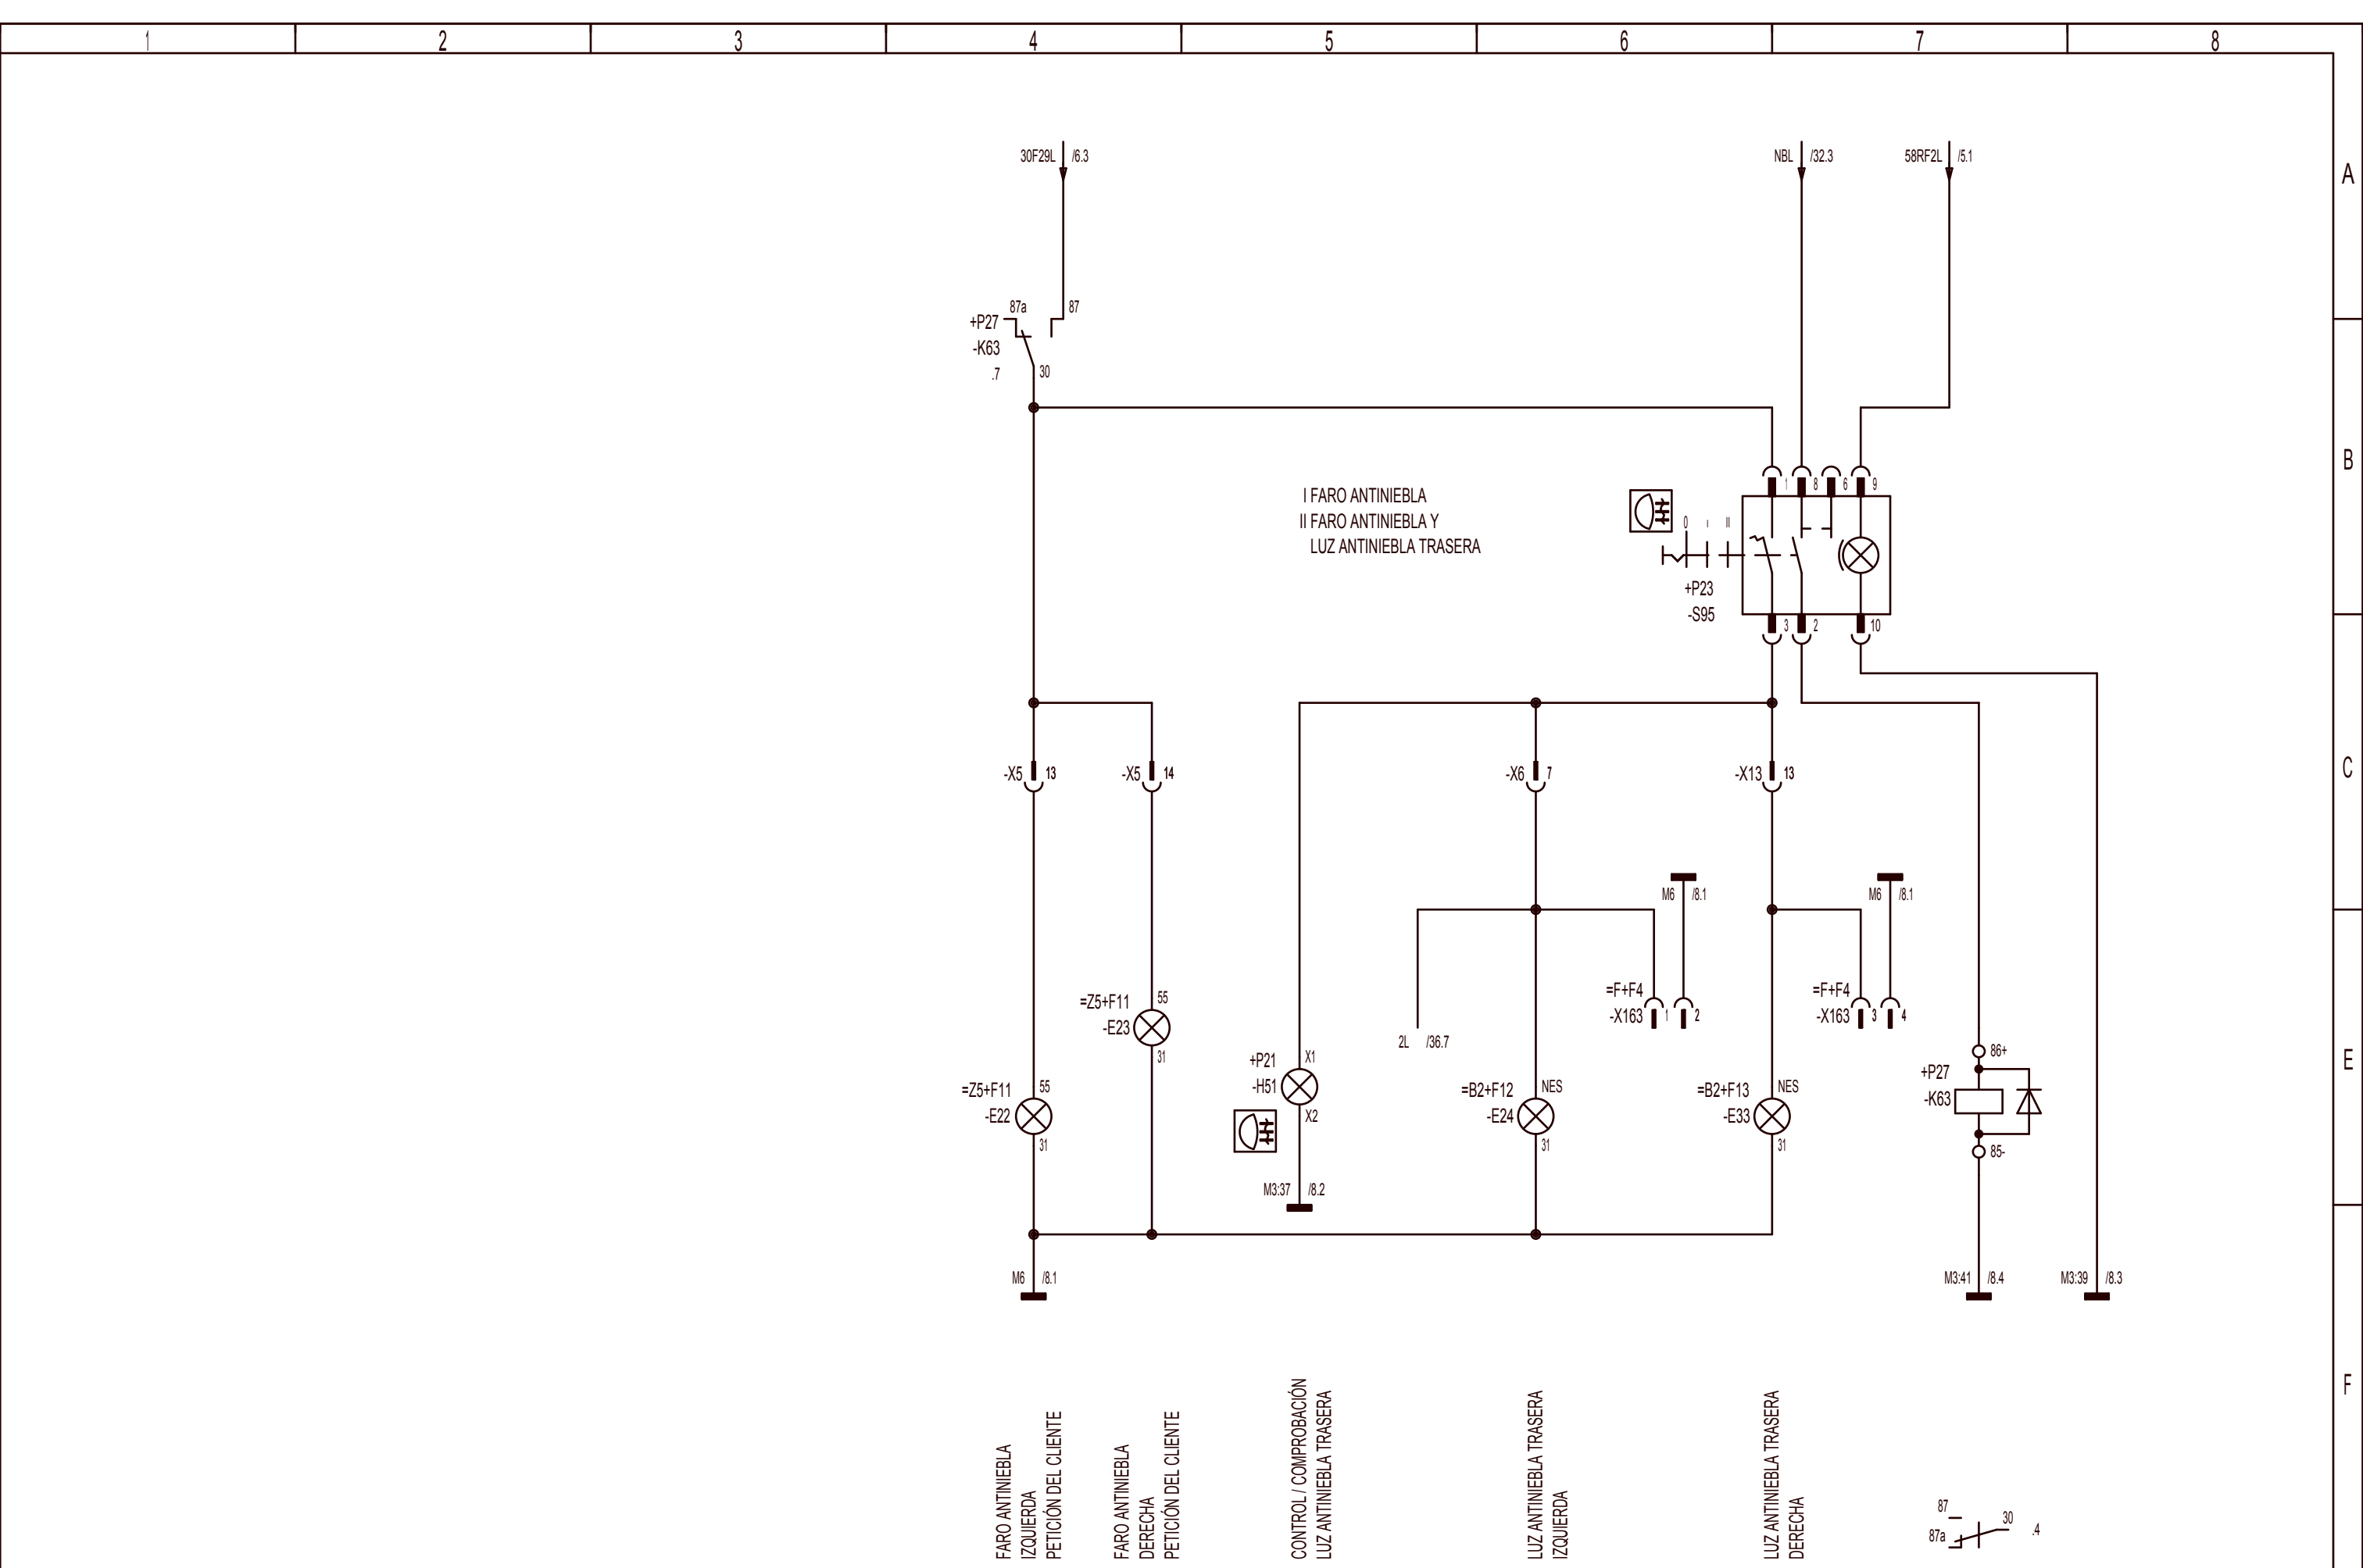 1 2 3 4 5 6 7 8
30F29L /6.3
NBL /32.3
58RF2L /5.1
A
87a 87
+P27
-K63
.7
30
B
I FARO ANTINIEBLA
II FARO ANTINIEBLA Y
LUZ ANTINIEBLA TRASERA
1 8 6 9
0 I II
+P23
-S95
3 2 10
-X5 13
-X5 14
-X6 7
-X13 13
C
M6 /8.1
M6 /8.1
=F+F4
-X163 1 2
=F+F4
-X163 3 4
=Z5+F11 55
-E23
31
2L /36.7
E
+P21 X1
-H51
X2
=Z5+F11 55
-E22
31
=B2+F12 NES
-E24
31
=B2+F13 NES
-E33
31
86+
+P27
-K63
85-
M3:37 /8.2
M6 /8.1
M3:41 /8.4
M3:39 /8.3
F
FARO ANTINIEBLA
IZQUIERDA
PETICIÓN DEL CLIENTE
FARO ANTINIEBLA
DERECHA
PETICIÓN DEL CLIENTE
CONTROL / COMPROBACIÓN
LUZ ANTINIEBLA TRASERA
LUZ ANTINIEBLA TRASERA
IZQUIERDA
LUZ ANTINIEBLA TRASERA
DERECHA
87
30
87a
.4